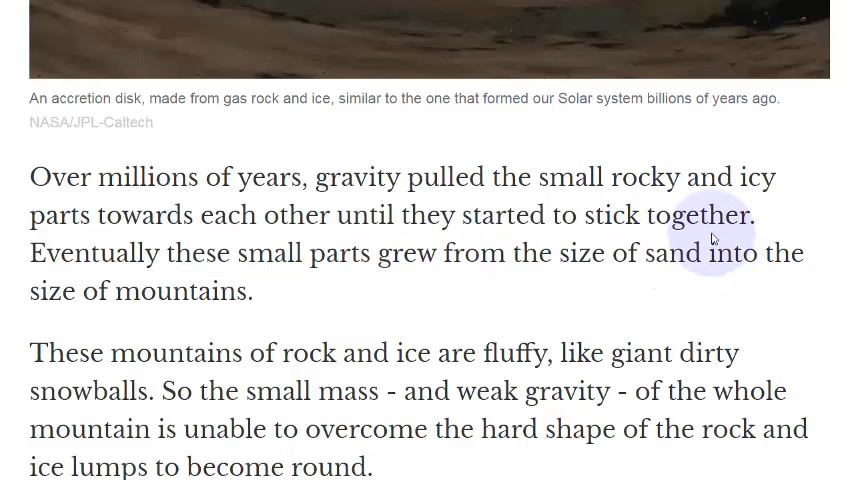 An accretion disk, made from gas rock and ice, similar to the one that formed our Solar system billions of years ago.
NASA/JPL-Caltech
Over millions of years, gravity pulled the small rocky and icy
parts towards each other until they started to stick together.
Eventually these small parts grew from the size of sand into the
size of mountains.
These mountains of rock and ice are fluffy, like giant dirty
snowballs. So the small mass - and weak gravity - of the whole
mountain is unable to overcome the hard shape of the rock and
ice lumps to become round.